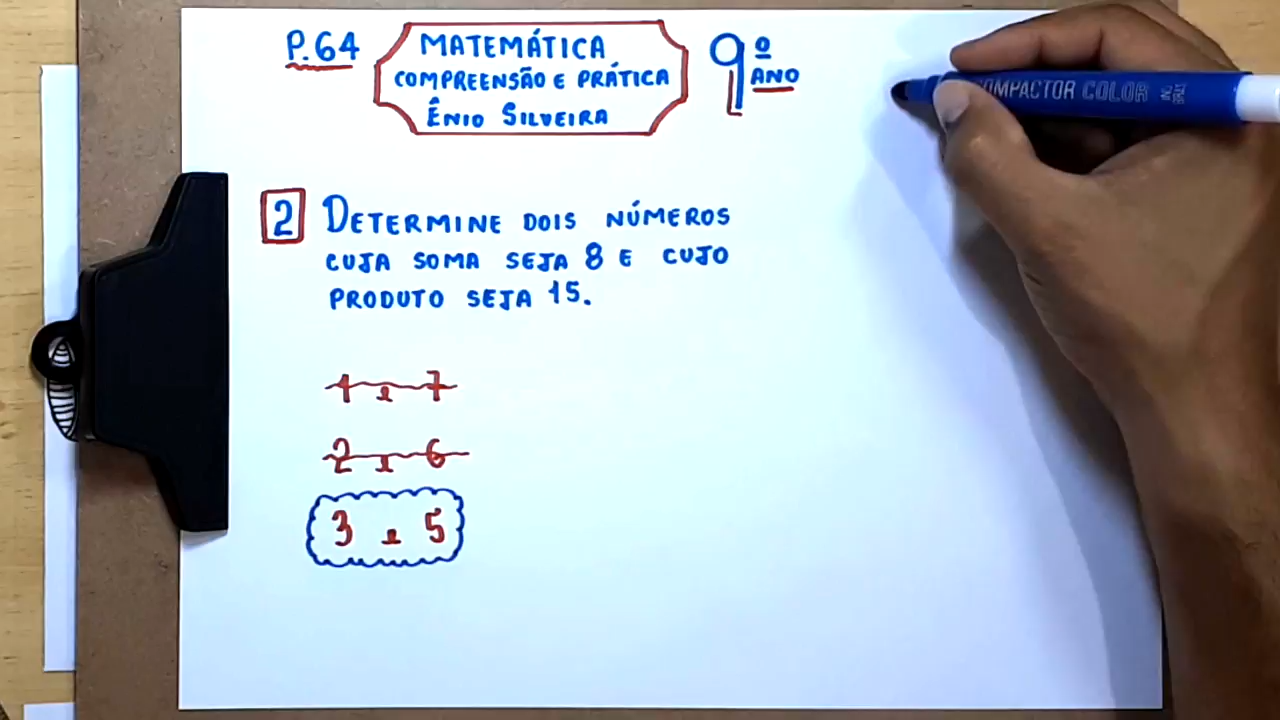 P.64
MATEMÁTICA
COMPREENSÃO E PRÁTICA
ÊNIO SILVEIRA
9º
ANO
COMPACTOR COLOR
2 DETERMINE DOIS NÚMEROS
CUJA SOMA SEJA 8 E CUJO
PRODUTO SEJA 15.
1 e 7
2 e 6
3 e 5